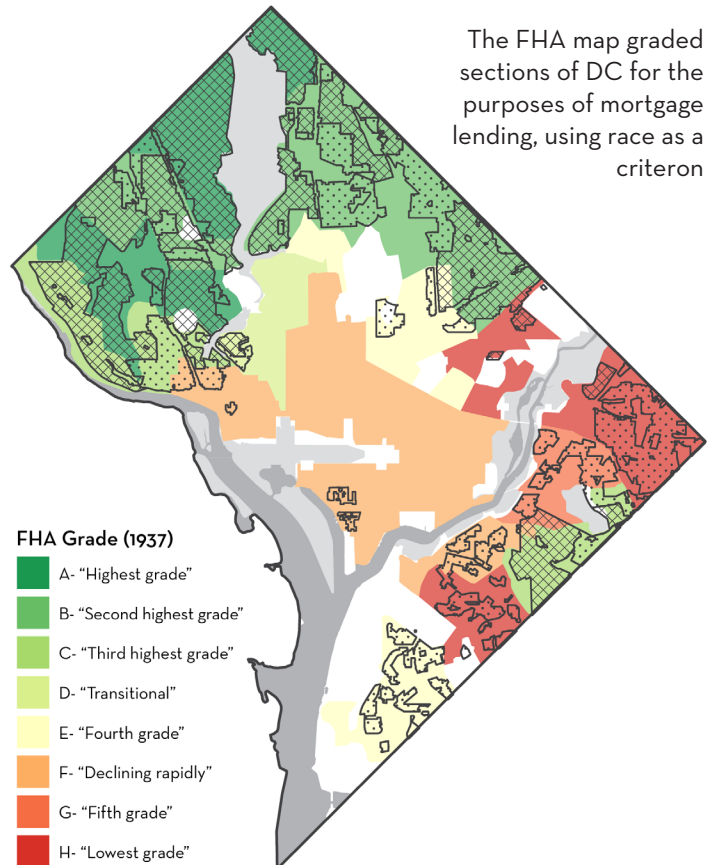 The FHA map graded
sections of DC for the
purposes of mortgage
lending, using race as a
criteron
FHA Grade (1937)
A- “Highest grade”
B- “Second highest grade”
C- “Third highest grade”
D- “Transitional”
E- “Fourth grade”
F- “Declining rapidly”
G- “Fifth grade”
H- “Lowest grade”